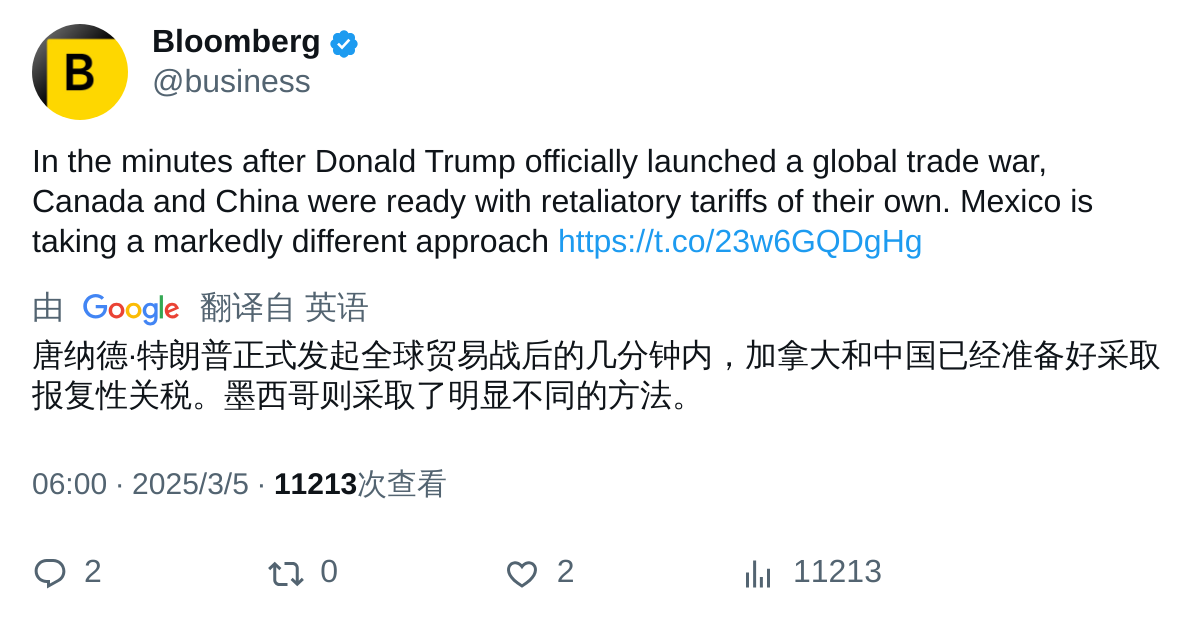 B
Bloomberg
@business
In the minutes after Donald Trump officially launched a global trade war,
Canada and China were ready with retaliatory tariffs of their own. Mexico is
taking a markedly different approach https://t.co/23w6GQDgHg
由 Google 翻译自 英语
唐纳德·特朗普正式发起全球贸易战后的几分钟内，加拿大和中国已经准备好采取
报复性关税。墨西哥则采取了明显不同的方法。
06:00 · 2025/3/5 · 11213次查看
2 0 2 11213